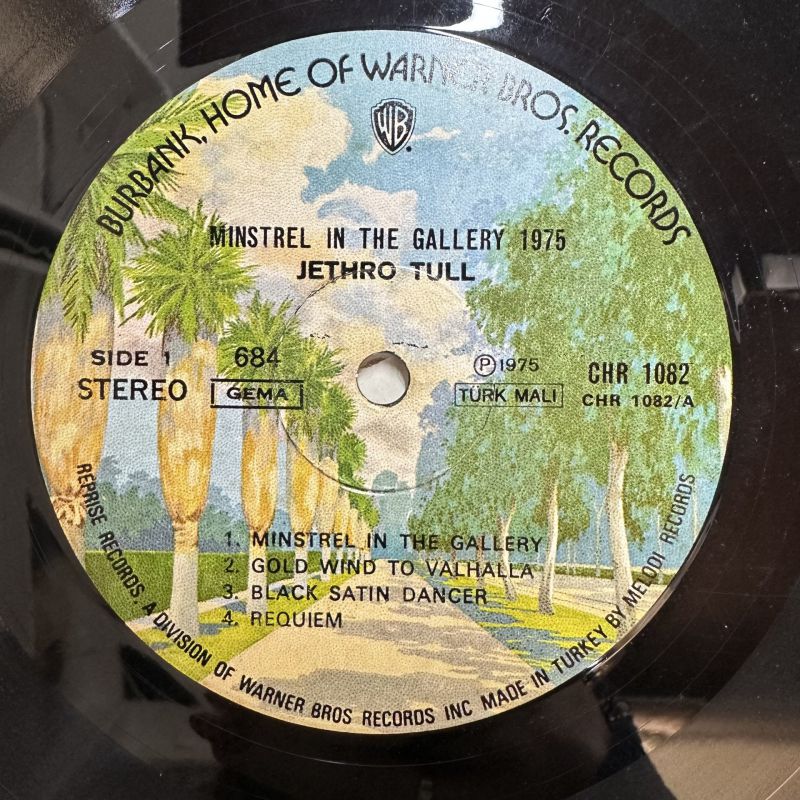 BURBANK, HOME OF WARNER BROS. RECORDS
WB
MINSTREL IN THE GALLERY 1975
JETHRO TULL
SIDE 1
684
STEREO
GEMA
Ⓟ1975
CHR 1082
TÜRK MALI
CHR 1082/A
1. MINSTREL IN THE GALLERY
2. GOLD WIND TO VALHALLA
3. BLACK SATIN DANCER
4. REQUIEM
REPRISE RECORDS. A DIVISION OF WARNER BROS RECORDS INC MADE IN TURKEY BY MELODI RECORDS